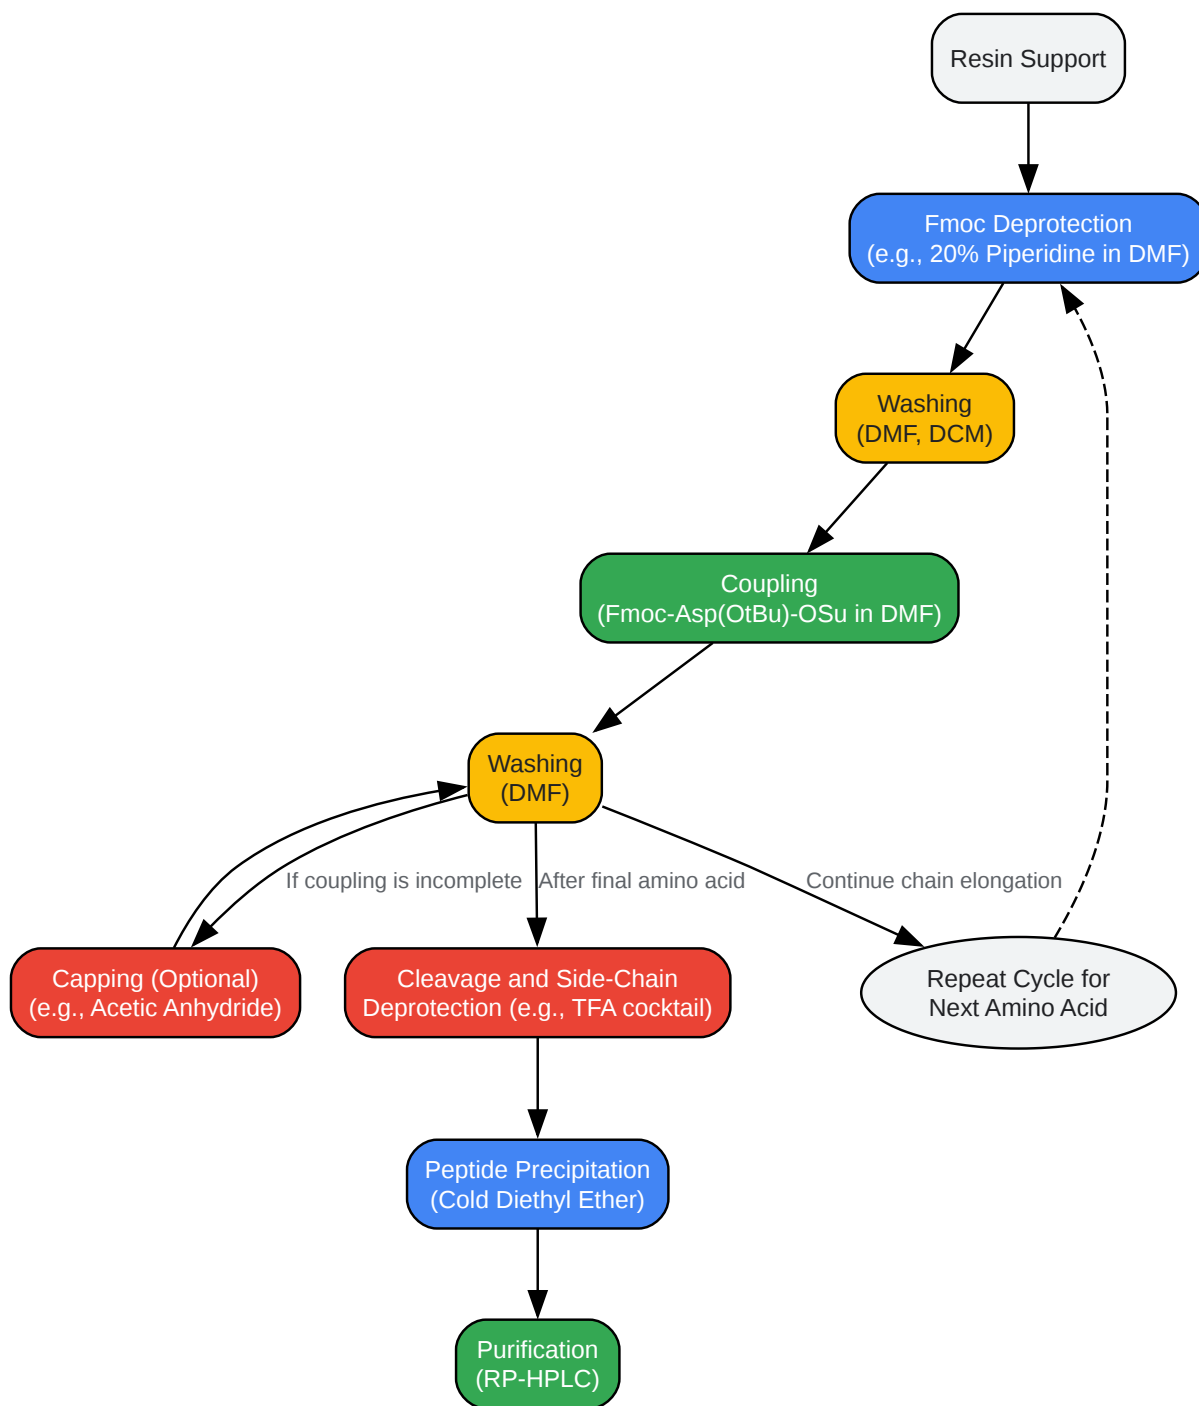 Resin Support
Fmoc Deprotection
(e.g., 20% Piperidine in DMF)
Washing
(DMF, DCM)
Coupling
(Fmoc-Asp(OtBu)-OSu in DMF)
Washing
(DMF)
If coupling is incomplete
After final amino acid
Continue chain elongation
Capping (Optional)
(e.g., Acetic Anhydride)
Cleavage and Side-Chain
Deprotection (e.g., TFA cocktail)
Repeat Cycle for
Next Amino Acid
Peptide Precipitation
(Cold Diethyl Ether)
Purification
(RP-HPLC)